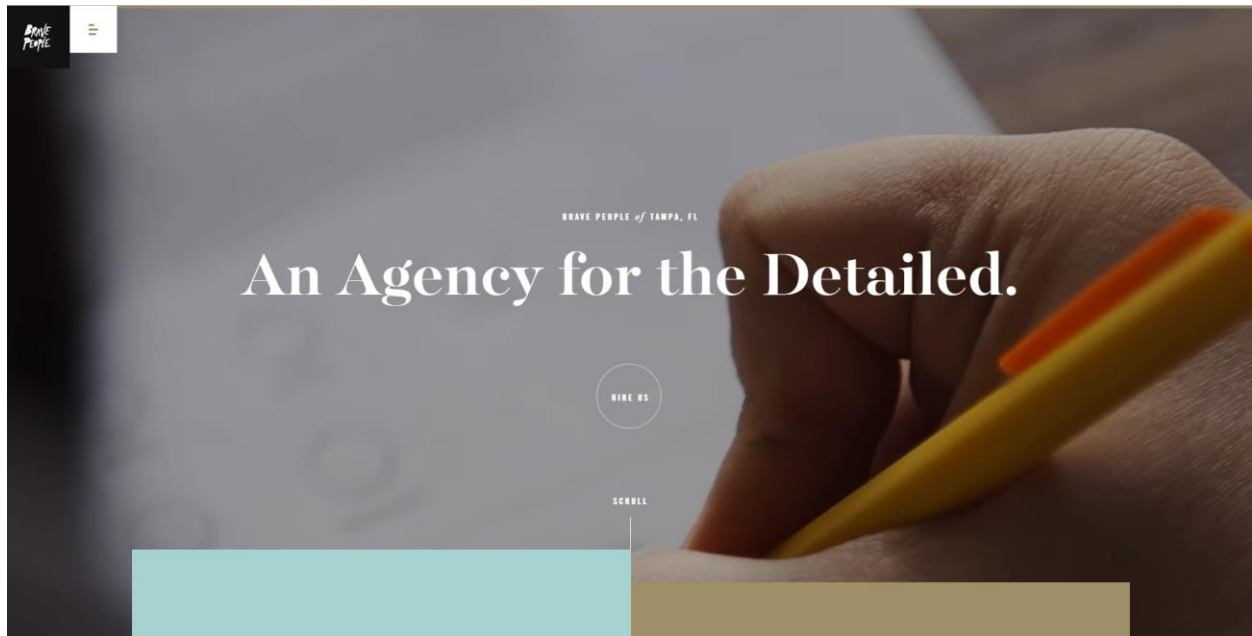 BRAVE
PEOPLE
BRAVE PEOPLE of TAMPA, FL
An Agency for the Detailed.
HIRE US
SCROLL